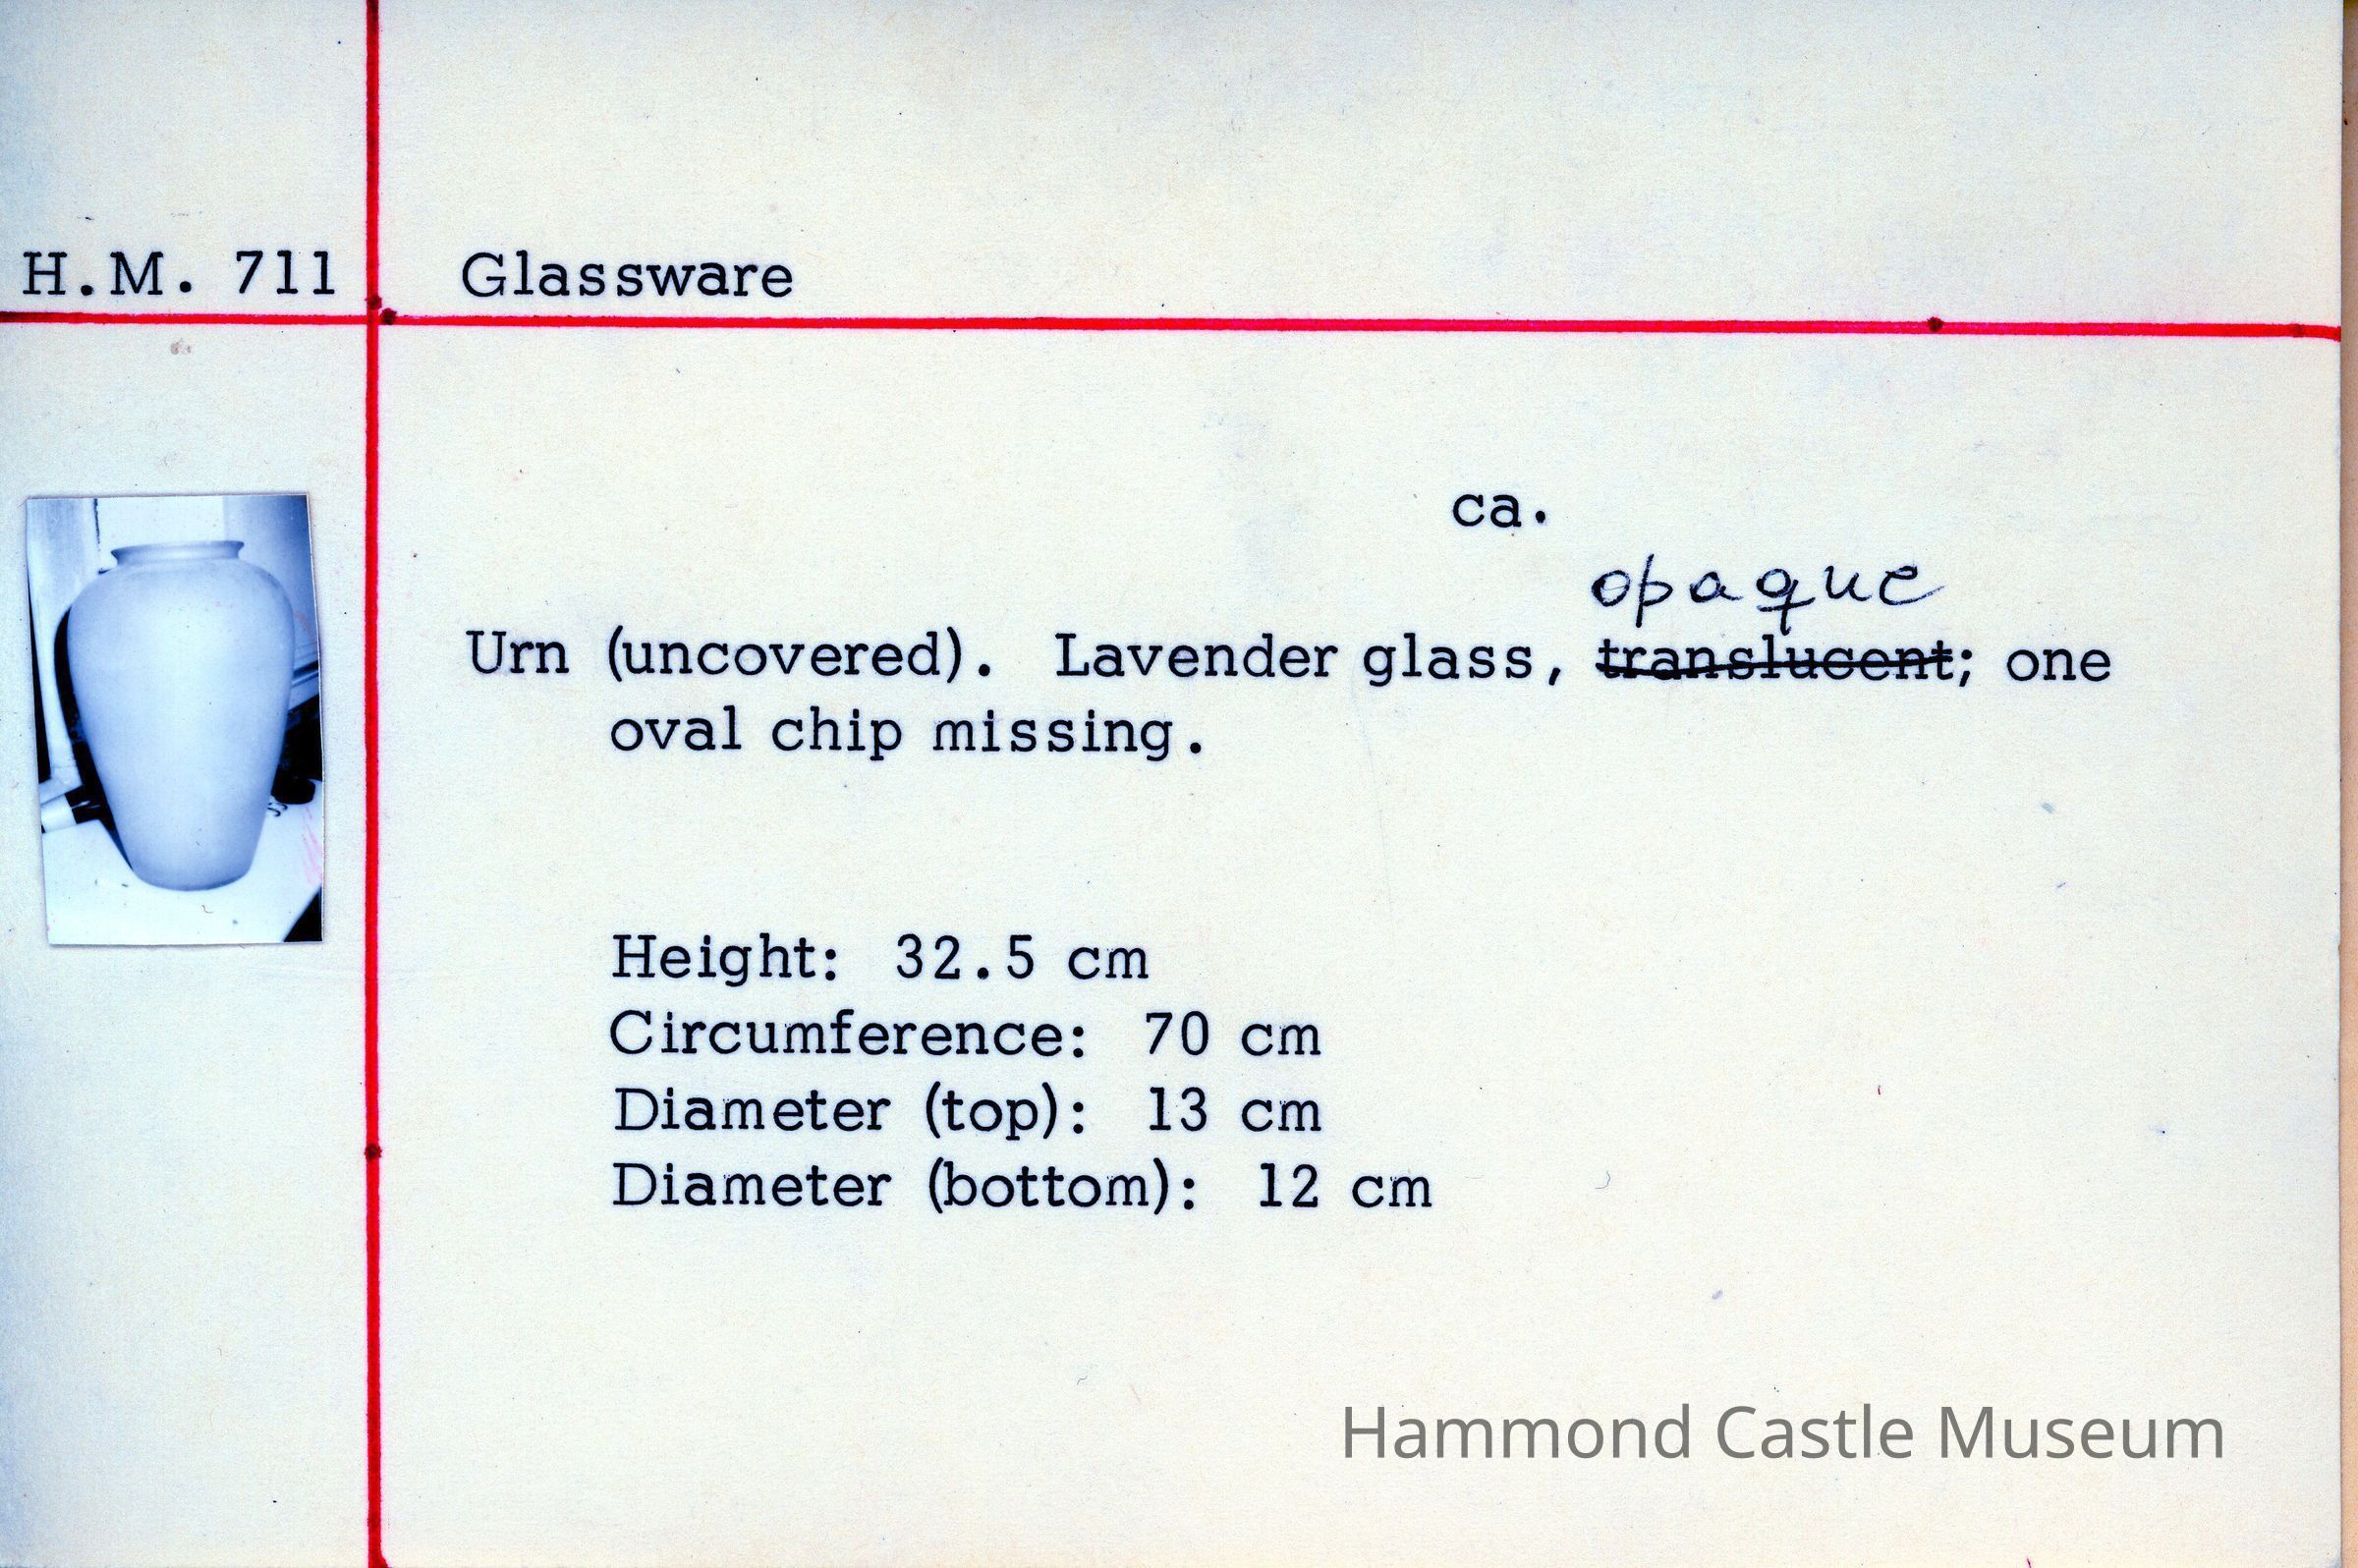 H.M. 711 Glassware
ca.
opaque
Urn (uncovered). Lavender glass, translucent; one
oval chip missing.
Height: 32.5 cm
Circumference: 70 cm
Diameter (top): 13 cm
Diameter (bottom): 12 cm
Hammond Castle Museum